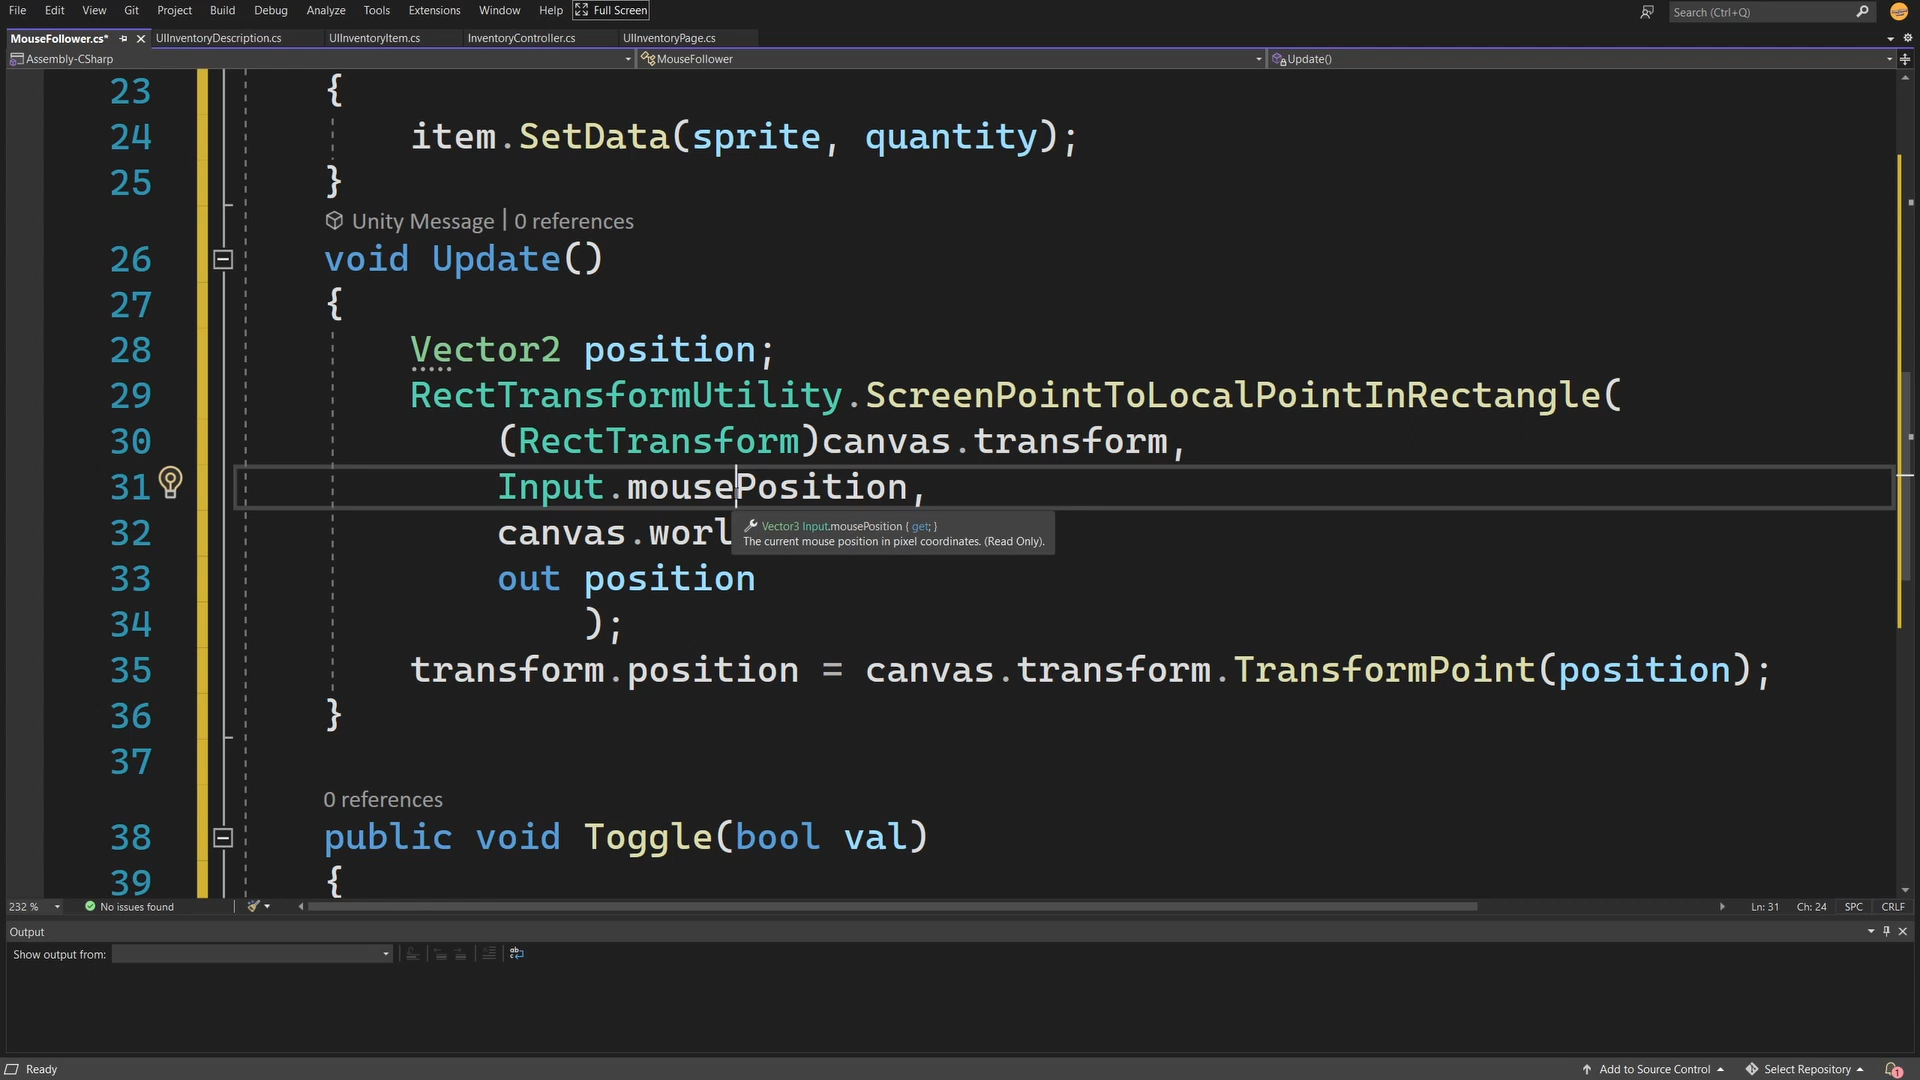 File Edit View Git Project Build Debug Analyze Tools Extensions Window Help Full Screen Search (Ctrl+Q)
MouseFollower.cs* UIInventoryDescription.cs UIInventoryItem.cs InventoryController.cs UIInventoryPage.cs
Assembly-CSharp MouseFollower Update()
23 {
24 item.SetData(sprite, quantity);
25 }
Unity Message | 0 references
26 void Update()
27 {
28 Vector2 position;
29 RectTransformUtility.ScreenPointToLocalPointInRectangle(
30 (RectTransform)canvas.transform,
31 Input.mousePosition,
Vector3 Input.mousePosition { get; }
32 canvas.worl
The current mouse position in pixel coordinates. (Read Only).
33 out position
34 );
35 transform.position = canvas.transform.TransformPoint(position);
36 }
37
0 references
38 public void Toggle(bool val)
39 {
232 % No issues found Ln: 31 Ch: 24 SPC CRLF
Output
Show output from:
Ready Add to Source Control Select Repository 1